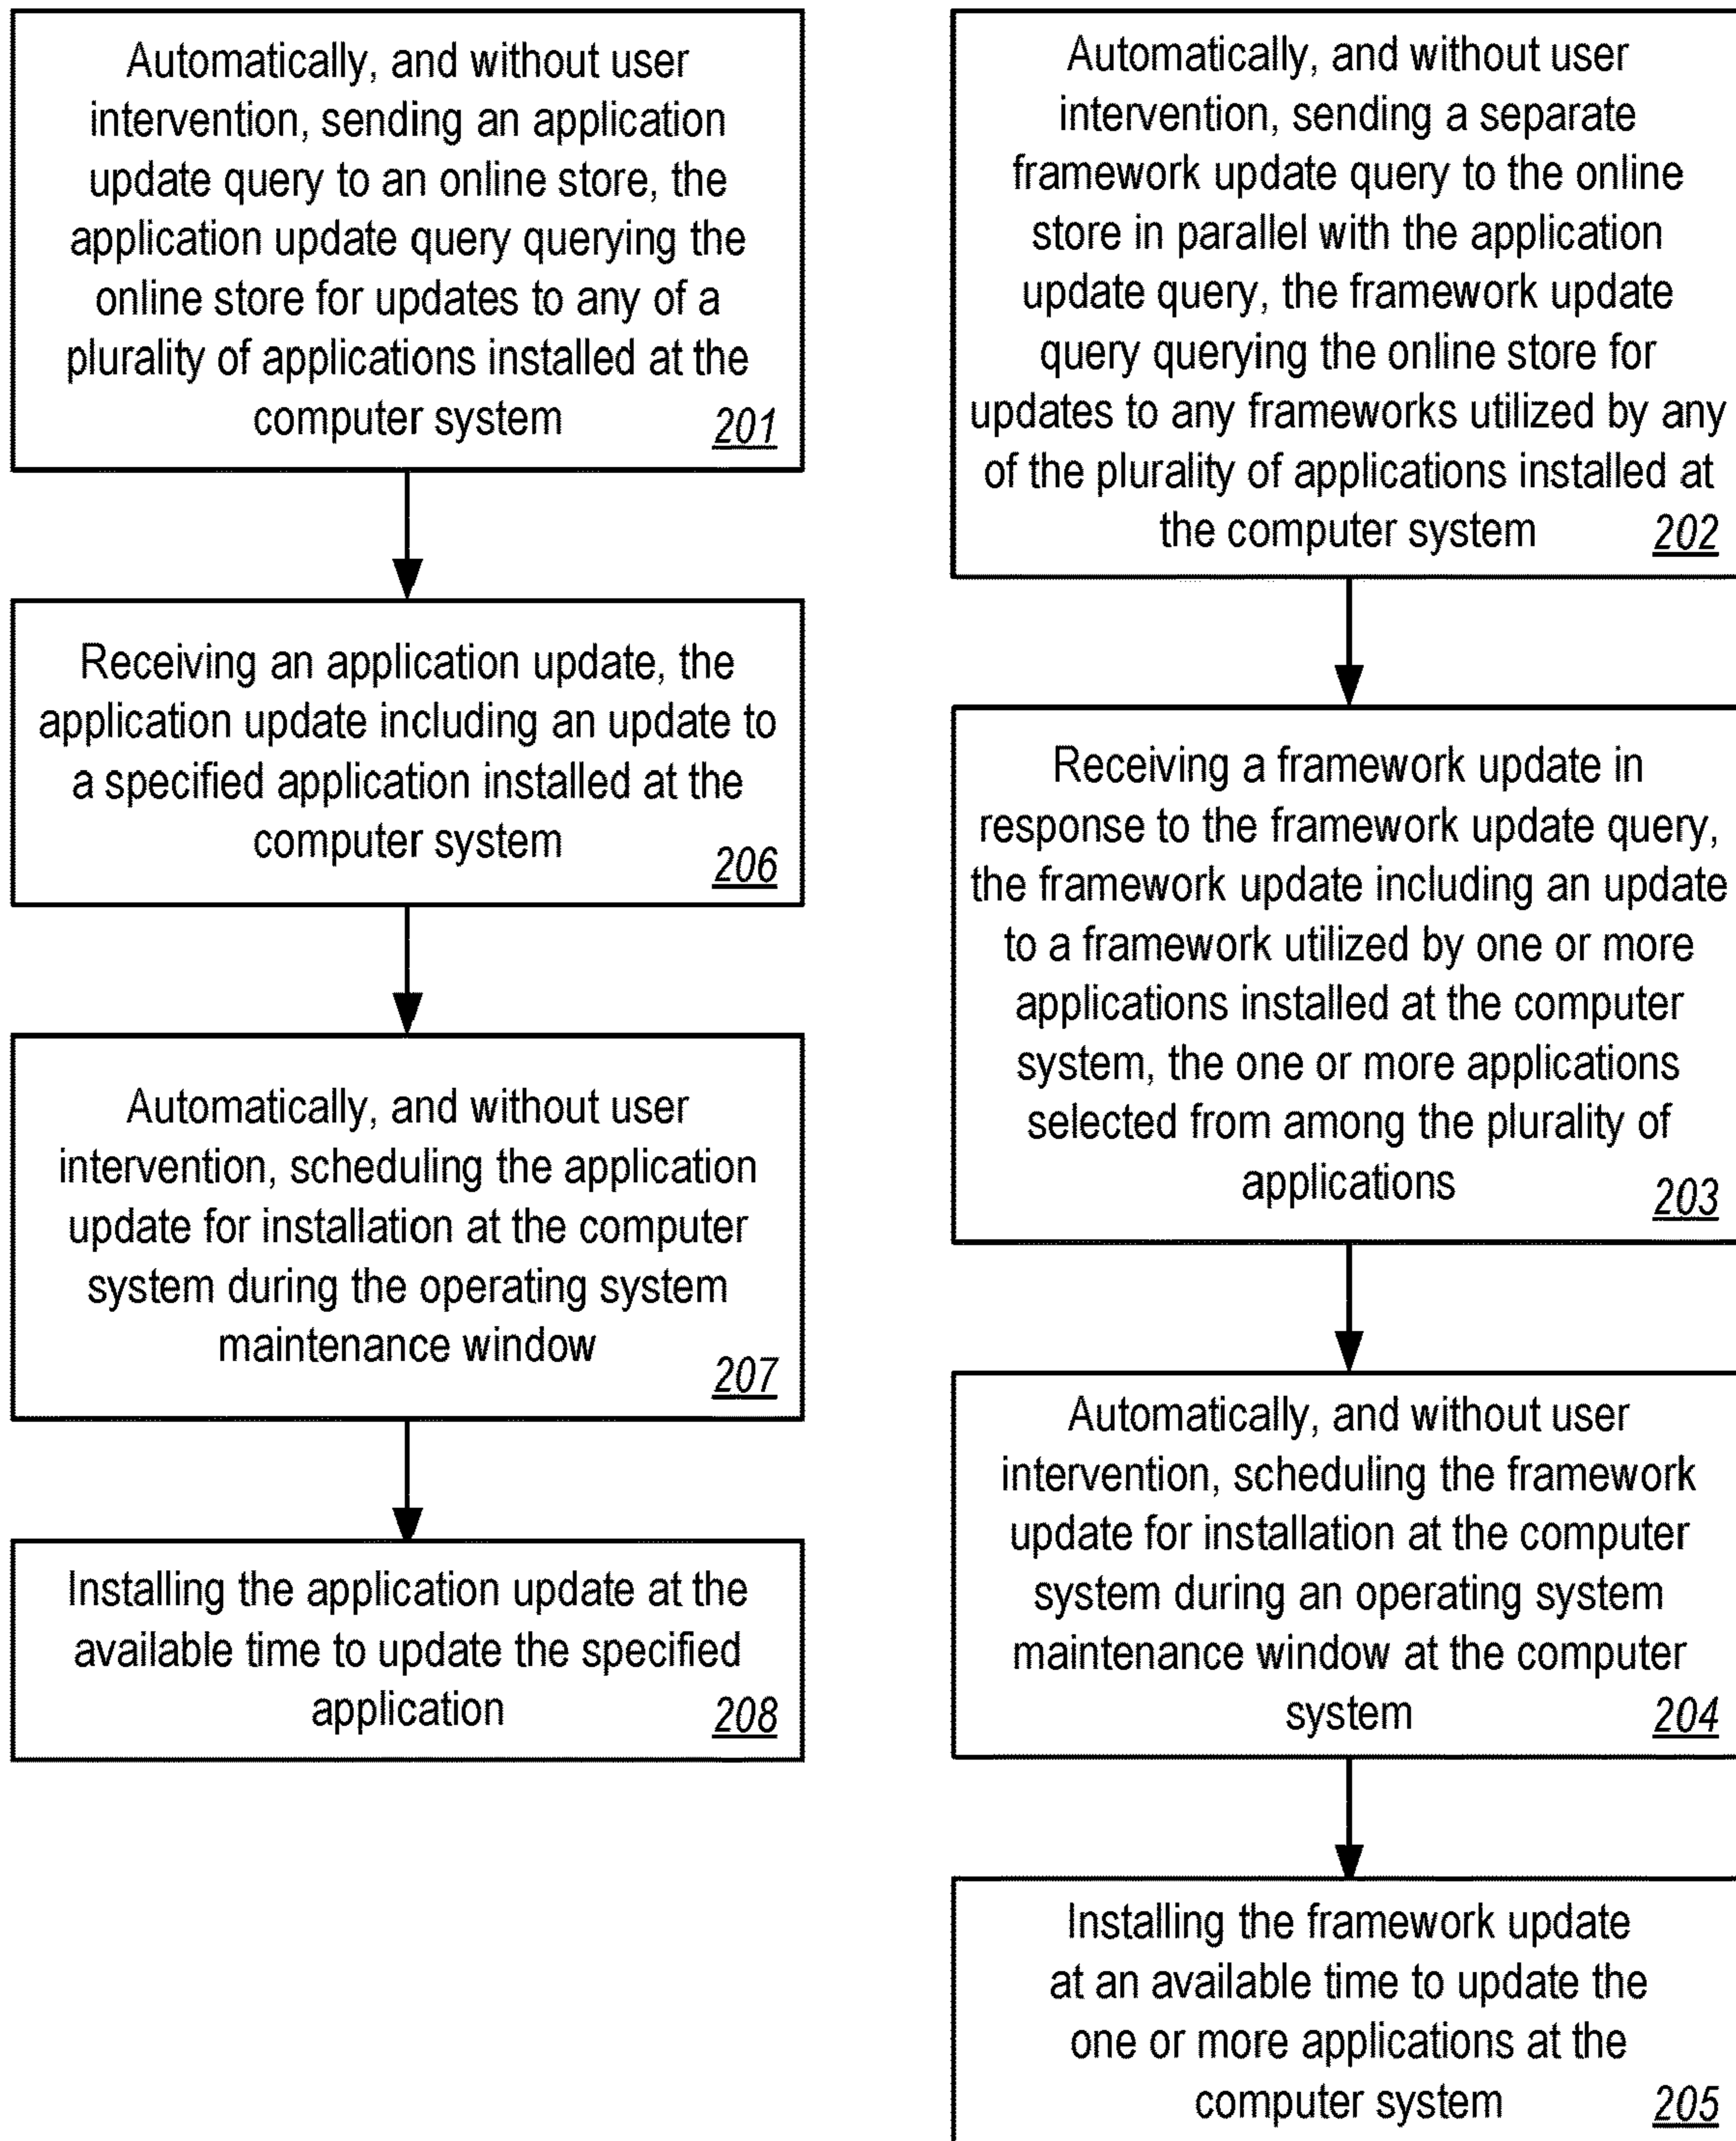 Automatically, and without user
intervention, sending an application
update query to an online store, the
application update query querying the
online store for updates to any of a
plurality of applications installed at the
computer system 201
Receiving an application update, the
application update including an update to
a specified application installed at the
computer system 206
Automatically, and without user
intervention, scheduling the application
update for installation at the computer
system during the operating system
maintenance window 207
Installing the application update at the
available time to update the specified
application 208
Automatically, and without user
intervention, sending a separate
framework update query to the online
store in parallel with the application
update query, the framework update
query querying the online store for
updates to any frameworks utilized by any
of the plurality of applications installed at
the computer system 202
Receiving a framework update in
response to the framework update query,
the framework update including an update
to a framework utilized by one or more
applications installed at the computer
system, the one or more applications
selected from among the plurality of
applications 203
Automatically, and without user
intervention, scheduling the framework
update for installation at the computer
system during an operating system
maintenance window at the computer
system 204
Installing the framework update
at an available time to update the
one or more applications at the
computer system 205